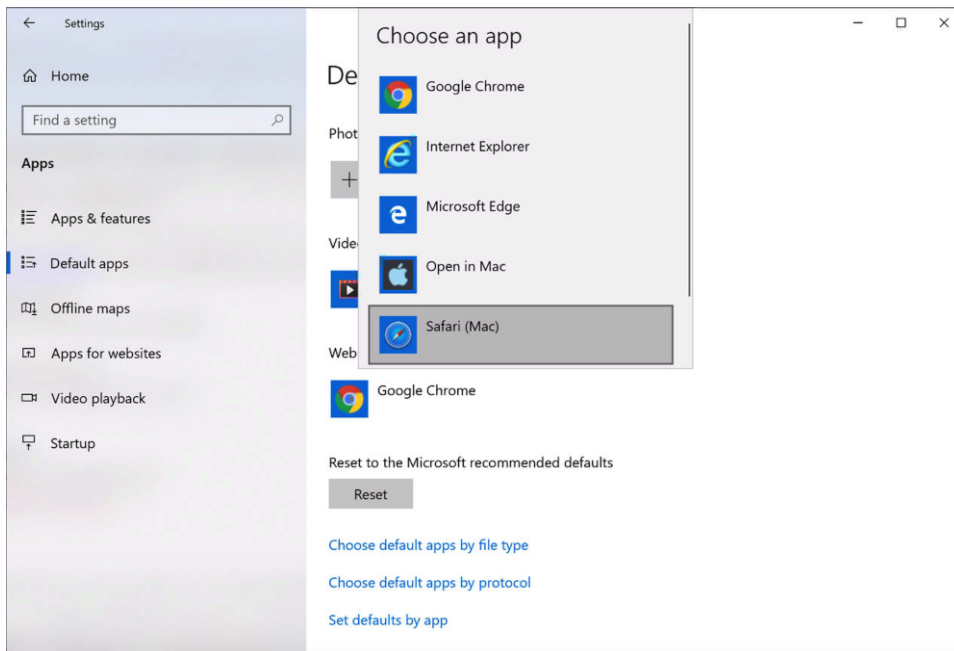 Settings
Home
Find a setting
Apps
Apps & features
Default apps
Offline maps
Apps for websites
Video playback
Startup
De
Phot
Vide
Web
Choose an app
Google Chrome
Internet Explorer
Microsoft Edge
Open in Mac
Safari (Mac)
Google Chrome
Reset to the Microsoft recommended defaults
Reset
Choose default apps by file type
Choose default apps by protocol
Set defaults by app